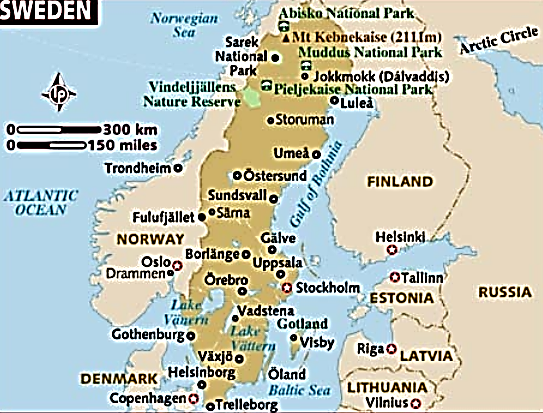 SWEDEN
Norwegian
Sea
Abisko National Park
Mt Kebnekaise (2111m)
Sarek
National
Park
Muddus National Park
Arctic Circle
Jokkmokk (Dálvaddis)
Vindeljjällens
Nature Reserve
Pieljekaise National Park
Luleå
0 300 km
0 150 miles
Storuman
Umeå
Trondheim
Östersund
Gulf of Bothnia
FINLAND
ATLANTIC
OCEAN
Sundsvall
Särna
Fulufjället
NORWAY
Gälve
Helsinki
Oslo
Borlänge
Uppsala
Drammen
Tallinn
Örebro
Stockholm
RUSSIA
ESTONIA
Lake
Vänern
Vadstena
Gotland
Gothenburg
Lake
Vättern
Visby
Riga
LATVIA
Växjö
DENMARK
Helsinborg
Öland
LITHUANIA
Copenhagen
Baltic Sea
Vilnius
Trelleborg